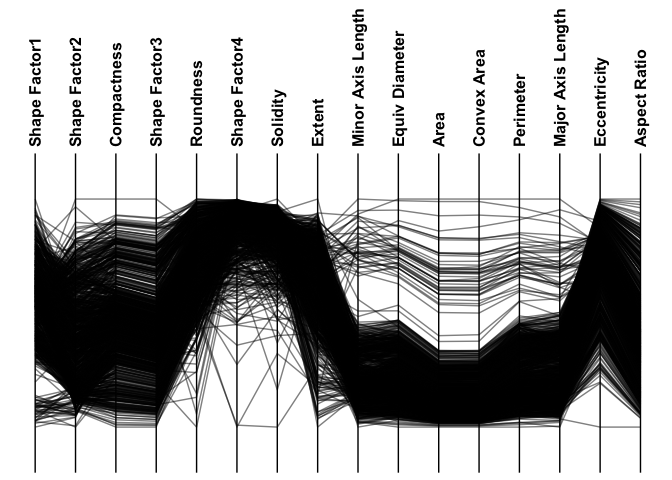 Shape Factor1
Shape Factor2
Compactness
Shape Factor3
Roundness
Shape Factor4
Solidity
Extent
Minor Axis Length
Equiv Diameter
Area
Convex Area
Perimeter
Major Axis Length
Eccentricity
Aspect Ratio